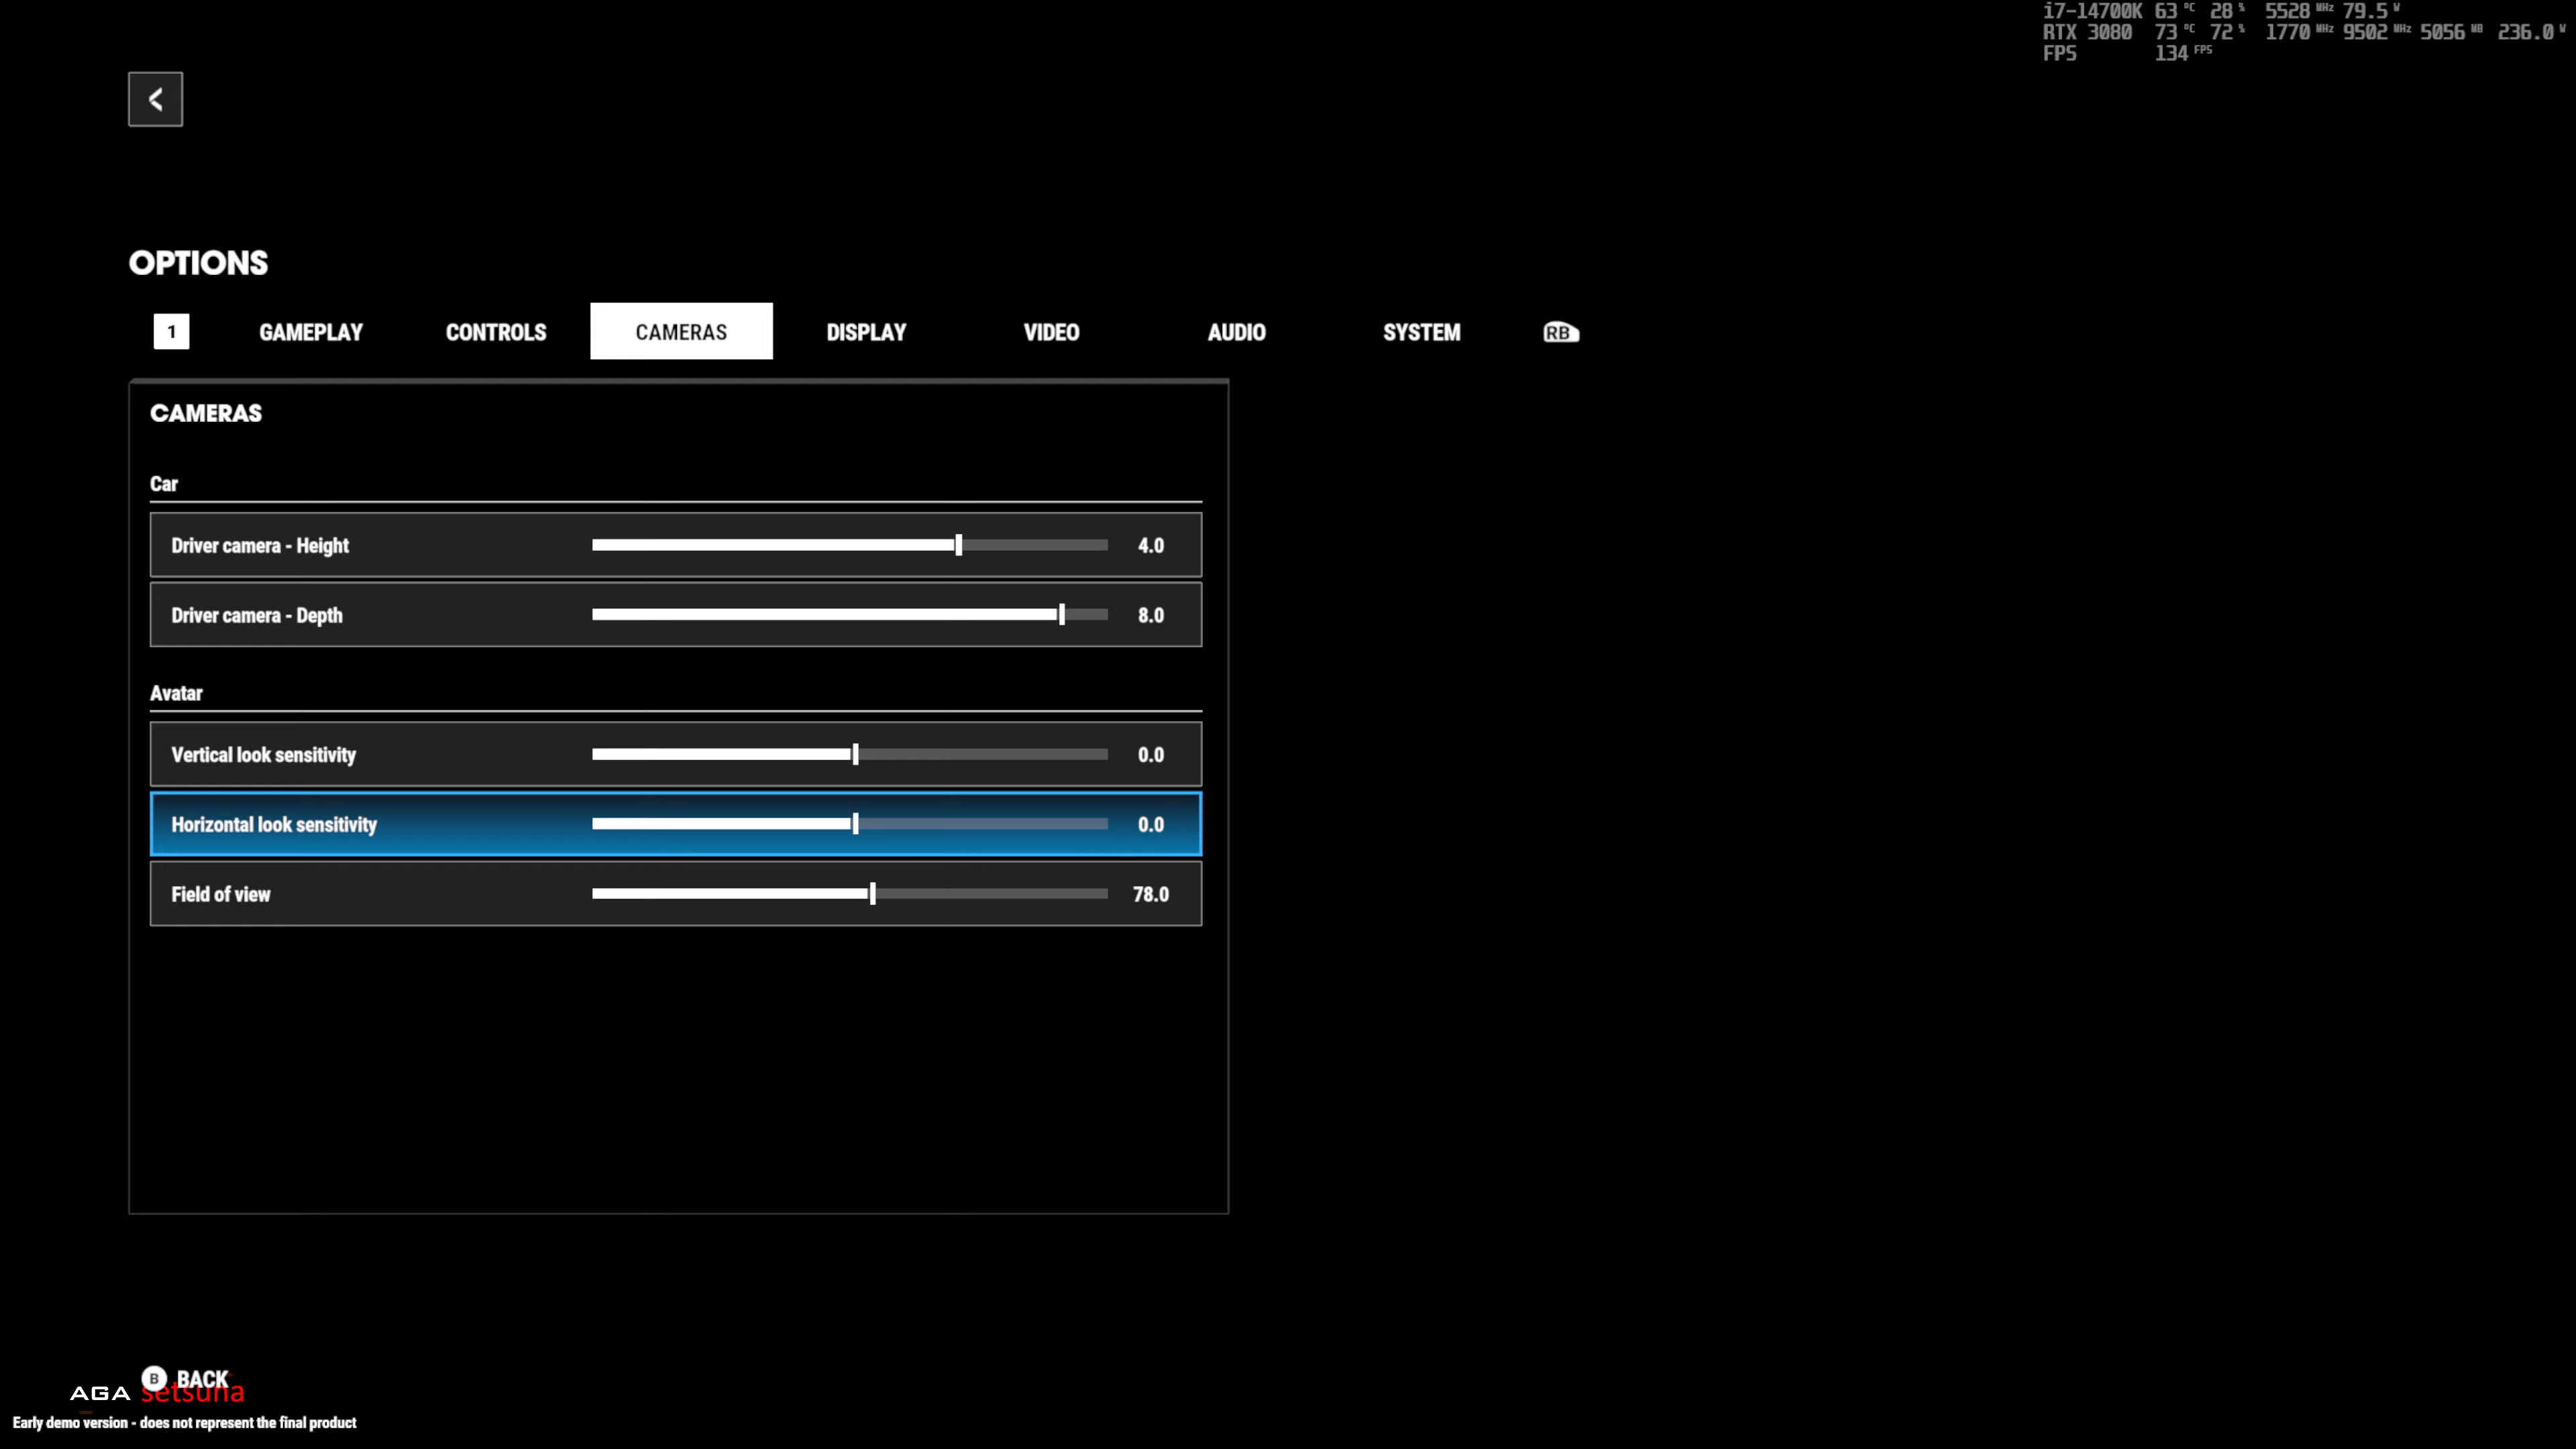 i7-14700K 63 °C 28 % 5528 MHz 79.5 W
RTX 3080 73 °C 72 % 1770 MHz 9502 MHz 5056 MB 236.0 W
FPS 134 FPS
OPTIONS
1 GAMEPLAY CONTROLS CAMERAS DISPLAY VIDEO AUDIO SYSTEM RB
CAMERAS
Car
Driver camera - Height 4.0
Driver camera - Depth 8.0
Avatar
Vertical look sensitivity 0.0
Horizontal look sensitivity 0.0
Field of view 78.0
B BACK
AGA setsuna
Early demo version - does not represent the final product